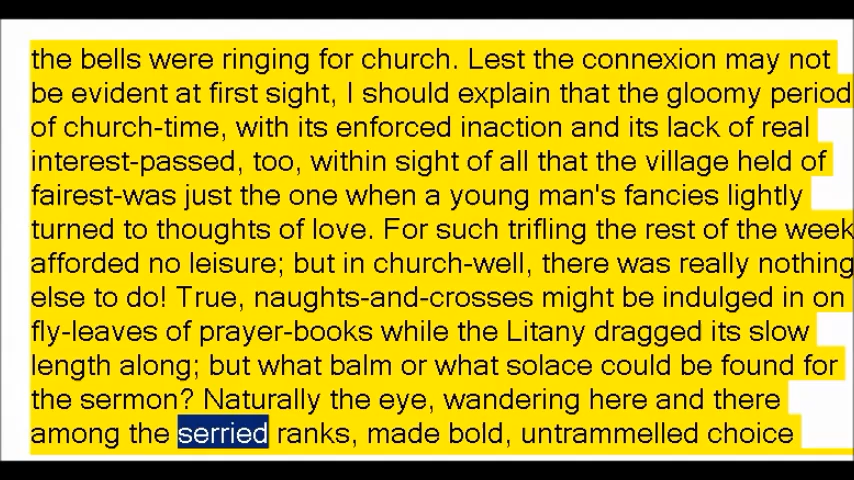 the bells were ringing for church. Lest the connexion may not
be evident at first sight, I should explain that the gloomy period
of church-time, with its enforced inaction and its lack of real
interest-passed, too, within sight of all that the village held of
fairest-was just the one when a young man's fancies lightly
turned to thoughts of love. For such trifling the rest of the week
afforded no leisure; but in church-well, there was really nothing
else to do! True, naughts-and-crosses might be indulged in on
fly-leaves of prayer-books while the Litany dragged its slow
length along; but what balm or what solace could be found for
the sermon? Naturally the eye, wandering here and there
among the serried ranks, made bold, untrammelled choice